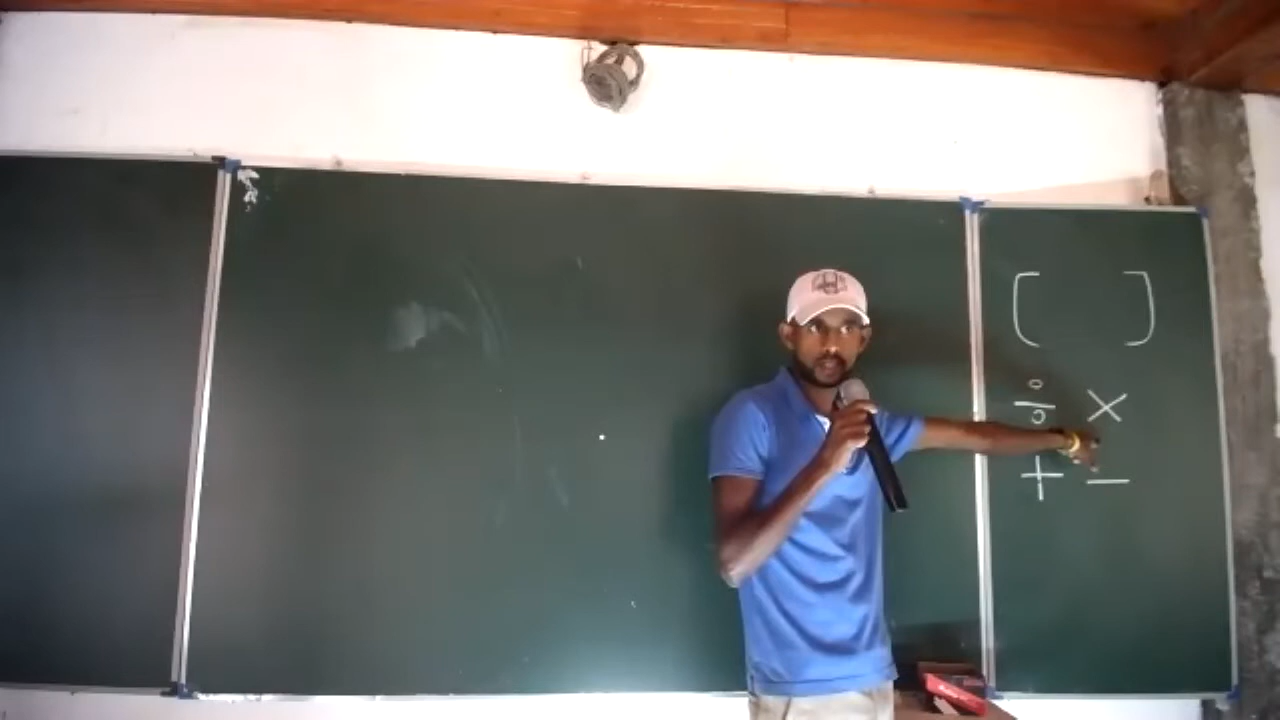 [ ]
÷ ×
+ −